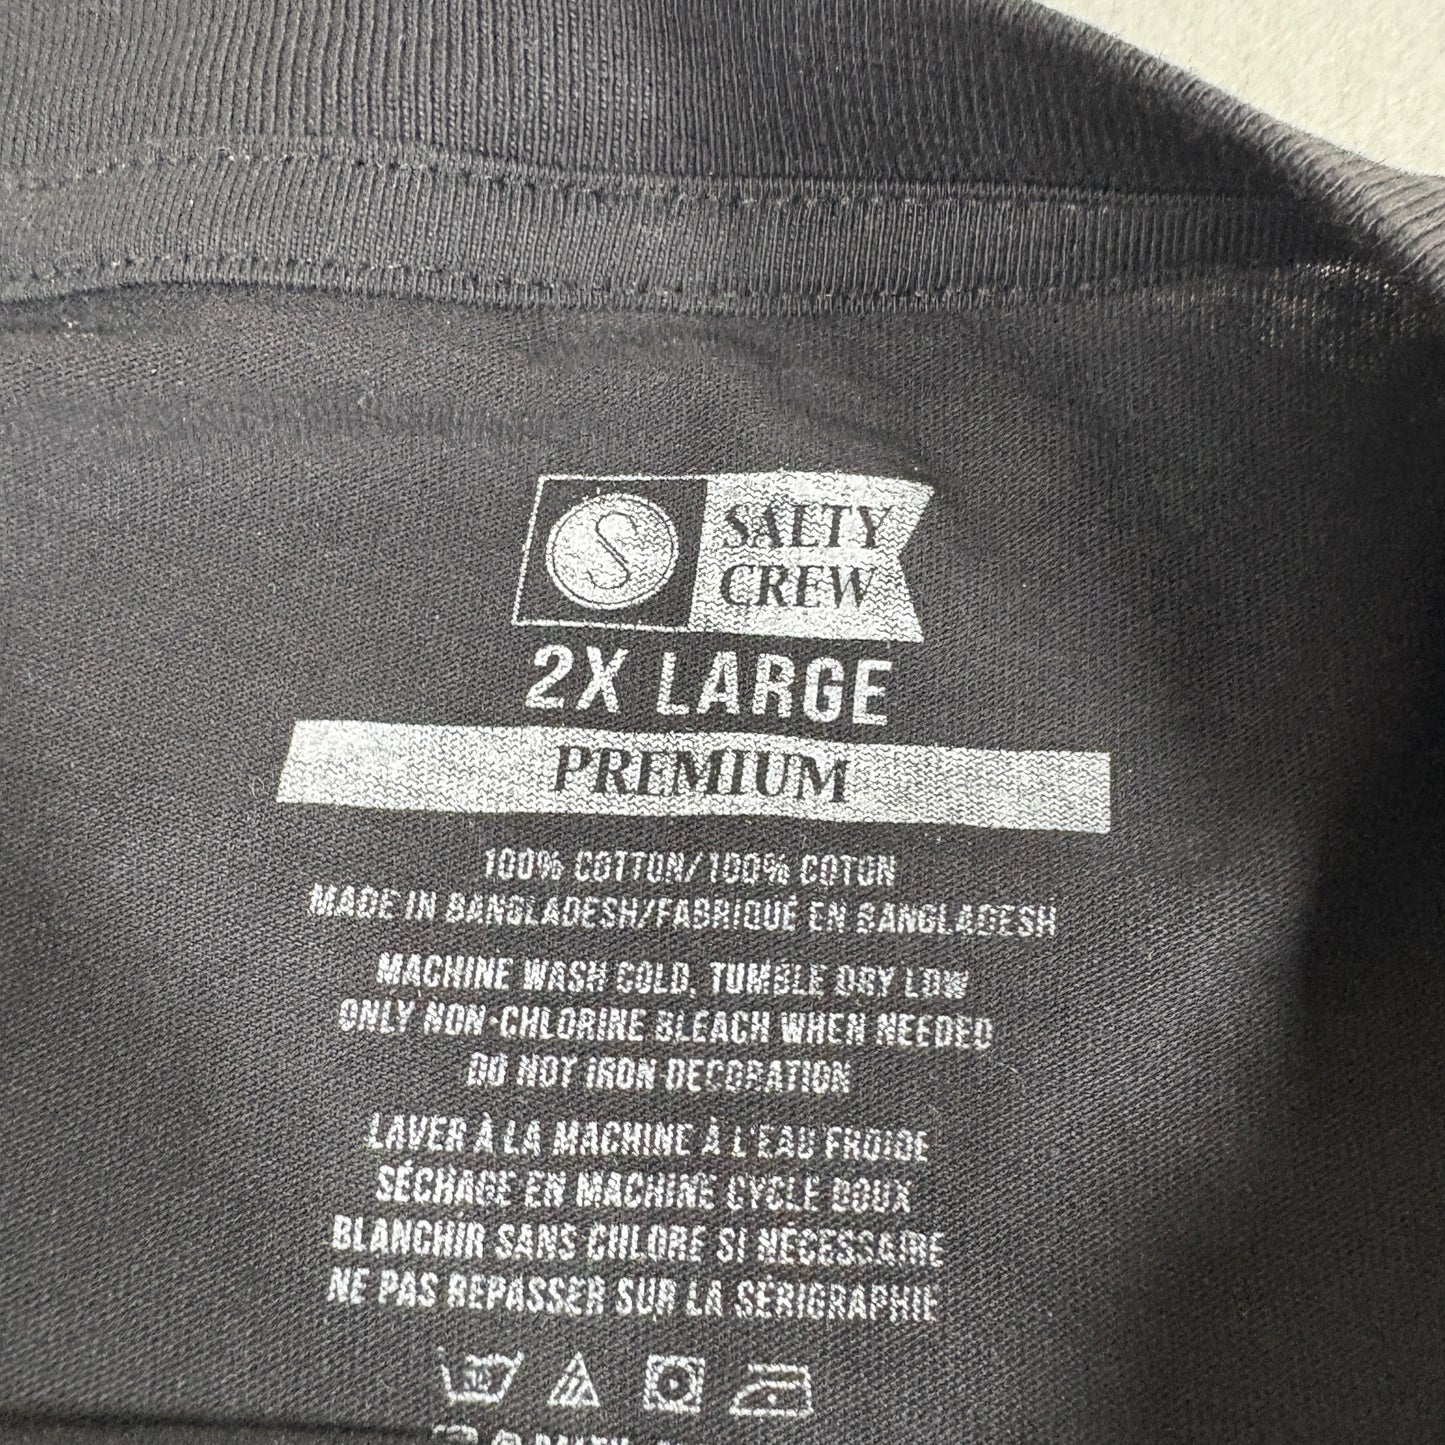 S
SALTY
CREW
2X LARGE
PREMIUM
100% COTTON/100% COTON
MADE IN BANGLADESH/FABRIQUÉ EN BANGLADESH
MACHINE WASH COLD, TUMBLE DRY LOW
ONLY NON-CHLORINE BLEACH WHEN NEEDED
DO NOT IRON DECORATION
LAVER À LA MACHINE À L'EAU FROIDE
SÉCHAGE EN MACHINE CYCLE DOUX
BLANCHIR SANS CHLORE SI NÉCESSAIRE
NE PAS REPASSER SUR LA SÉRIGRAPHIE